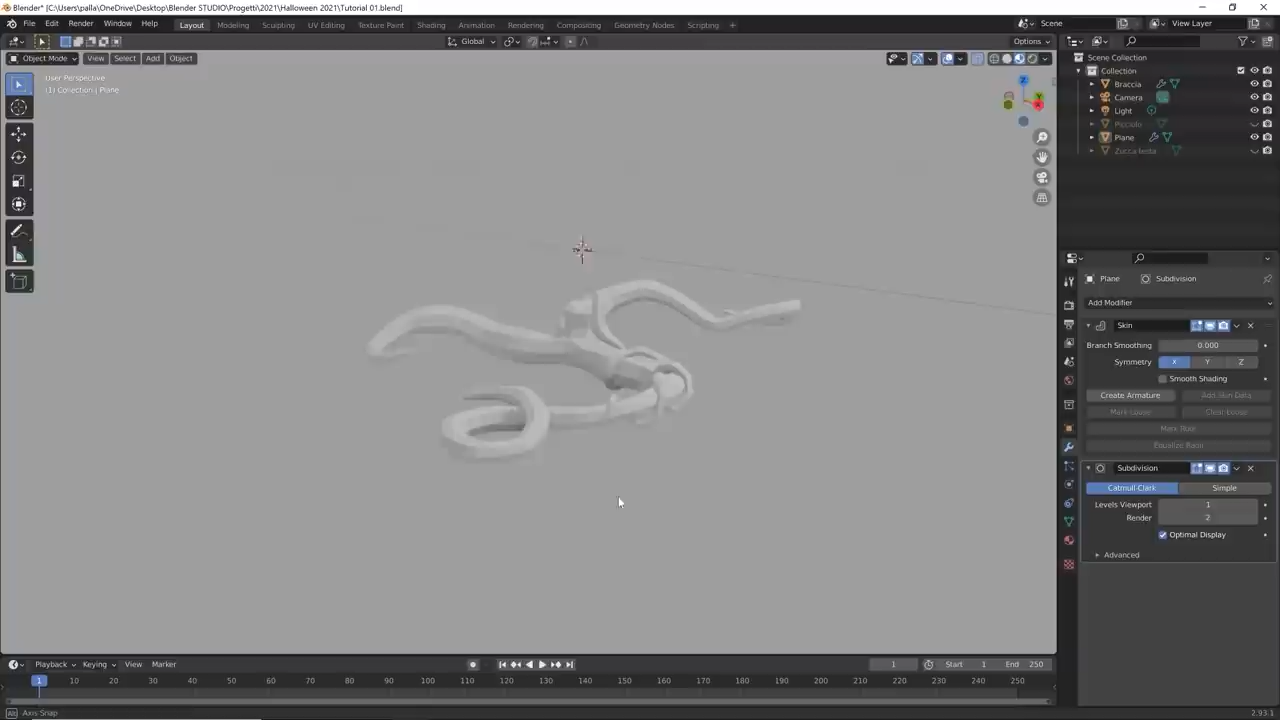 Blender* [C:\Users\palla\OneDrive\Desktop\Blender STUDIO\Progetti\2021\Halloween 2021\Tutorial 01.blend]
File Edit Render Window Help
Layout Modeling Sculpting UV Editing Texture Paint Shading Animation Rendering Compositing Geometry Nodes Scripting +
Scene
View Layer
Global
Options
Object Mode View Select Add Object
User Perspective
(1) Collection | Plane
Scene Collection
Collection
Braccia
Camera
Light
Picciolo
Plane
Zucca testa
Plane Subdivision
Add Modifier
Skin
Branch Smoothing 0.000
Symmetry X Y Z
Smooth Shading
Create Armature Add Skin Data
Mark Loose Clear Loose
Mark Root
Equalize Radii
Subdivision
Catmull-Clark Simple
Levels Viewport 1
Render 2
Optimal Display
Advanced
Playback Keying View Marker
1 Start 1 End 250
1 10 20 30 40 50 60 70 80 90 100 110 120 130 140 150 160 170 180 190 200 210 220 230 240 250
Axis Snap
2.93.1